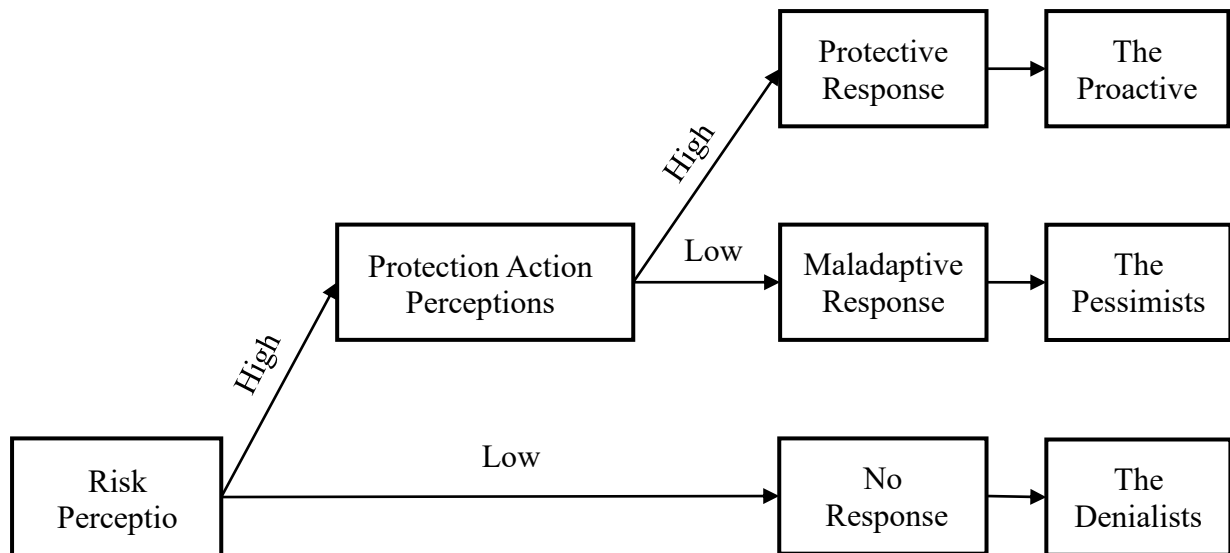 Protective
Response
The
Proactive
High
Protection Action
Perceptions
Low
Maladaptive
Response
The
Pessimists
High
Risk
Perceptio
Low
No
Response
The
Denialists